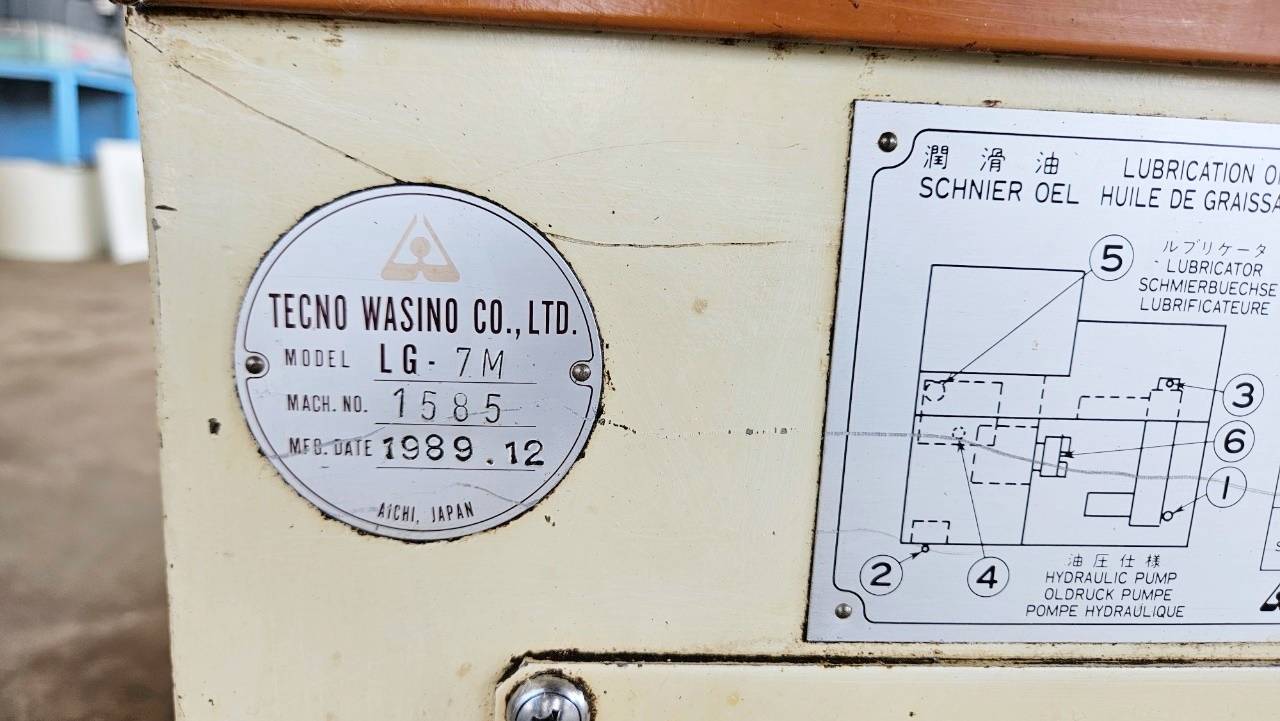 TECNO WASINO CO., LTD.
MODEL LG - 7M
MACH. NO. 1585
MFG. DATE 1989.12
AICHI, JAPAN
潤滑油 LUBRICATION
SCHNIER OEL HUILE DE
5
ルブリケータ
LUBRICATOR
SCHMIERBUECHSE
LUBRIFICATEURE
3
6
1
2
4
油圧仕様
HYDRAULIC PUMP
OLDRUCK PUMPE
POMPE HYDRAULIQUE